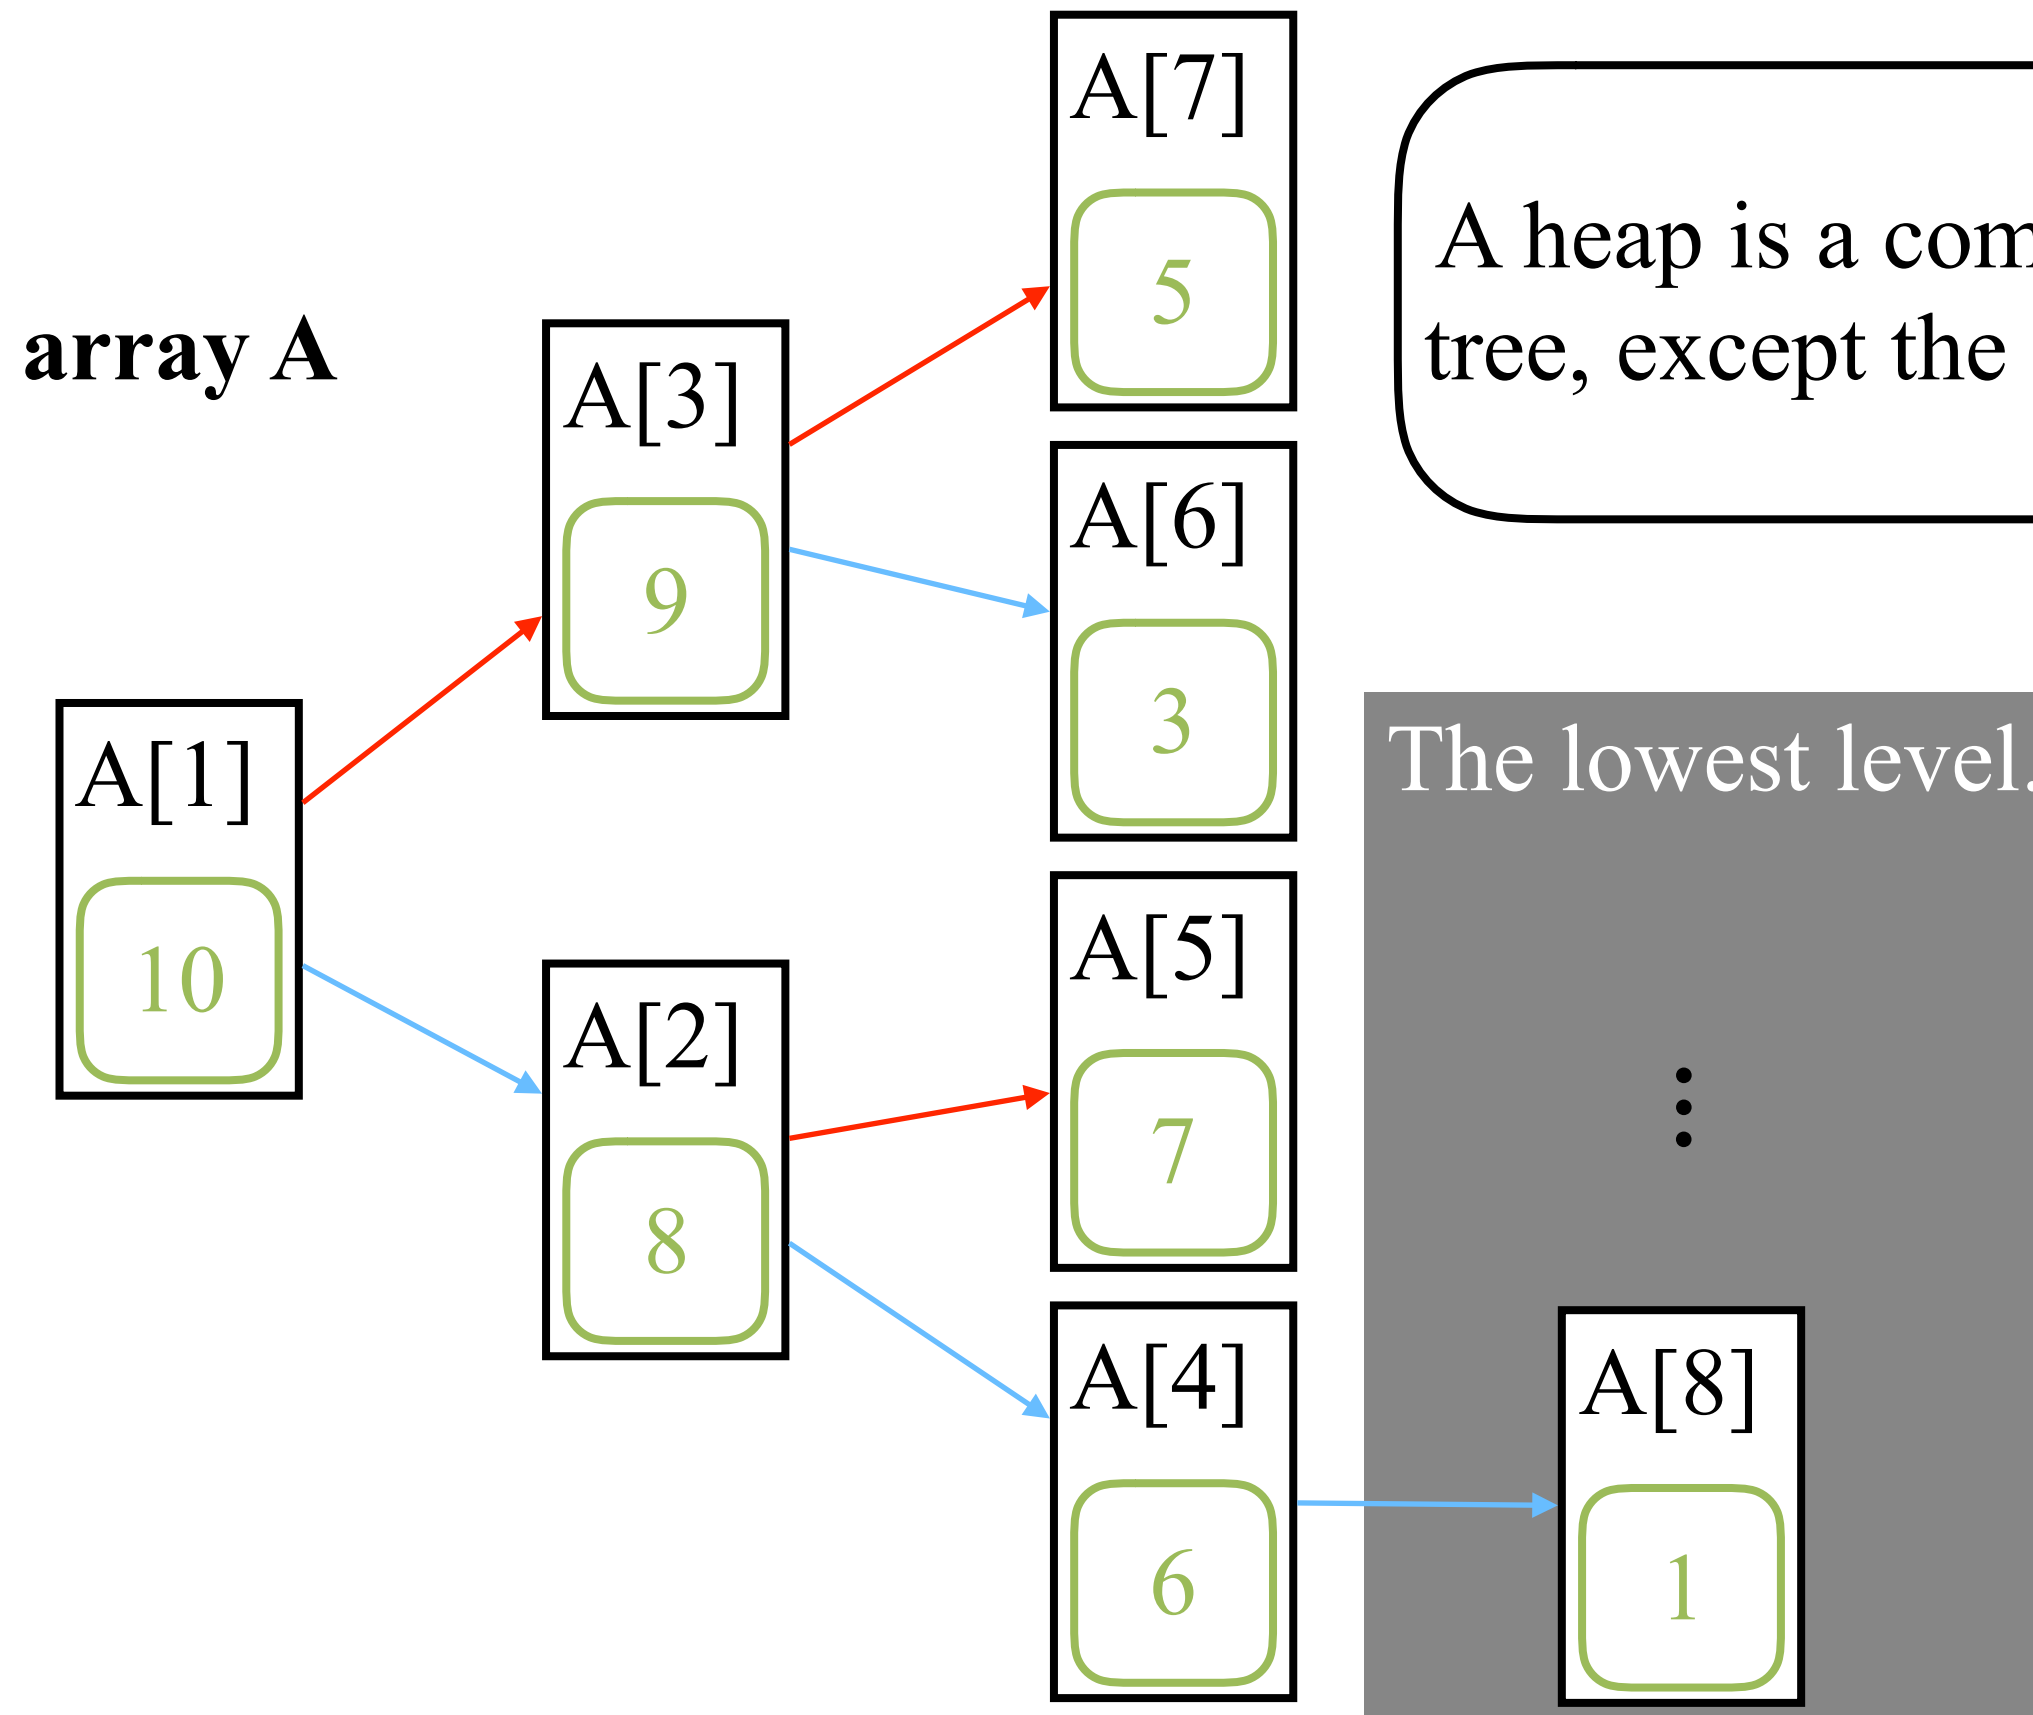 array A
A[1]
10
A[3]
9
A[2]
8
A[7]
5
A[6]
3
A[5]
7
A[4]
6
A heap is a com
tree, except the
The lowest level.
A[8]
1